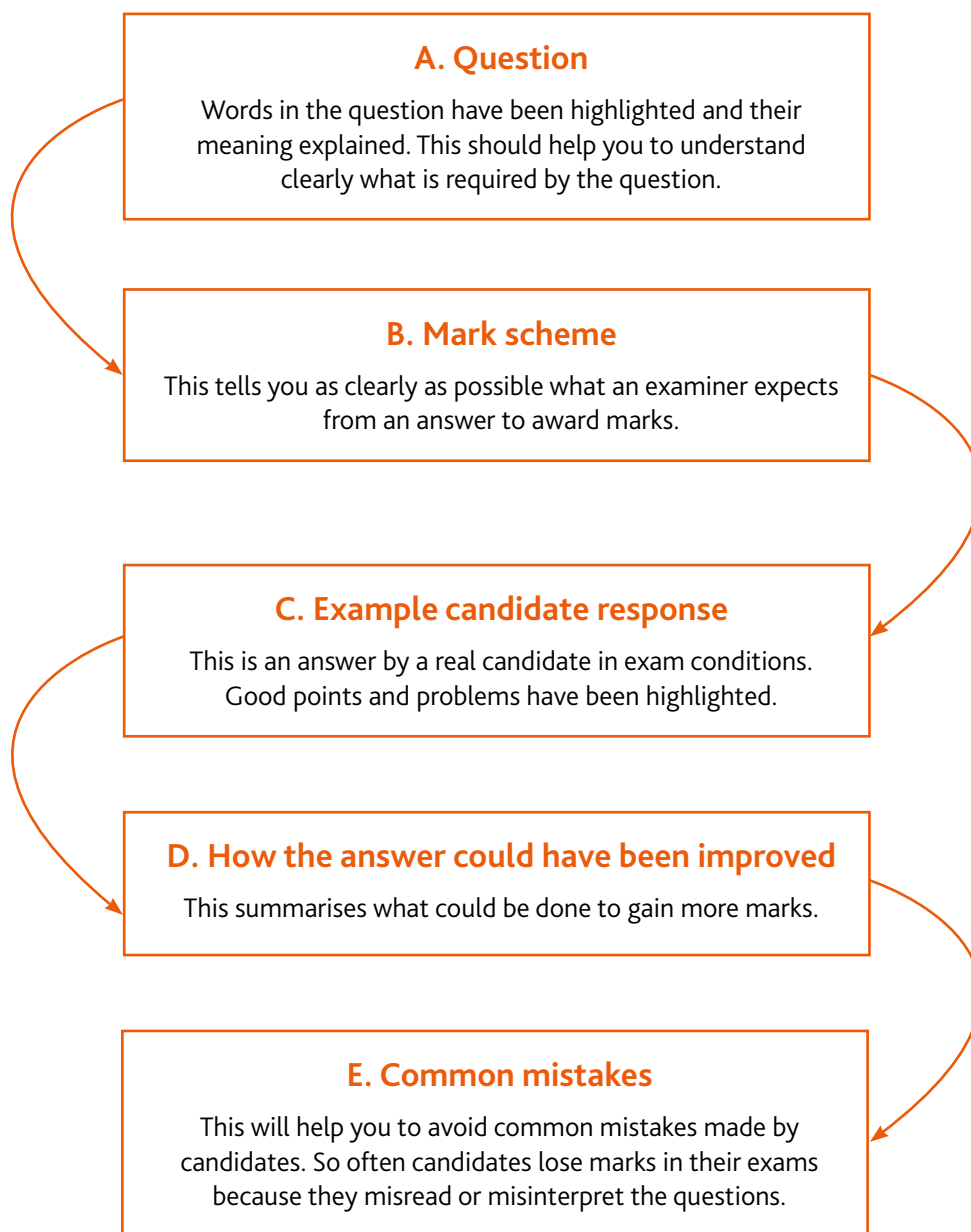 A. Question
Words in the question have been highlighted and their
meaning explained. This should help you to understand
clearly what is required by the question.
B. Mark scheme
This tells you as clearly as possible what an examiner expects
from an answer to award marks.
C. Example candidate response
This is an answer by a real candidate in exam conditions.
Good points and problems have been highlighted.
D. How the answer could have been improved
This summarises what could be done to gain more marks.
E. Common mistakes
This will help you to avoid common mistakes made by
candidates. So often candidates lose marks in their exams
because they misread or misinterpret the questions.